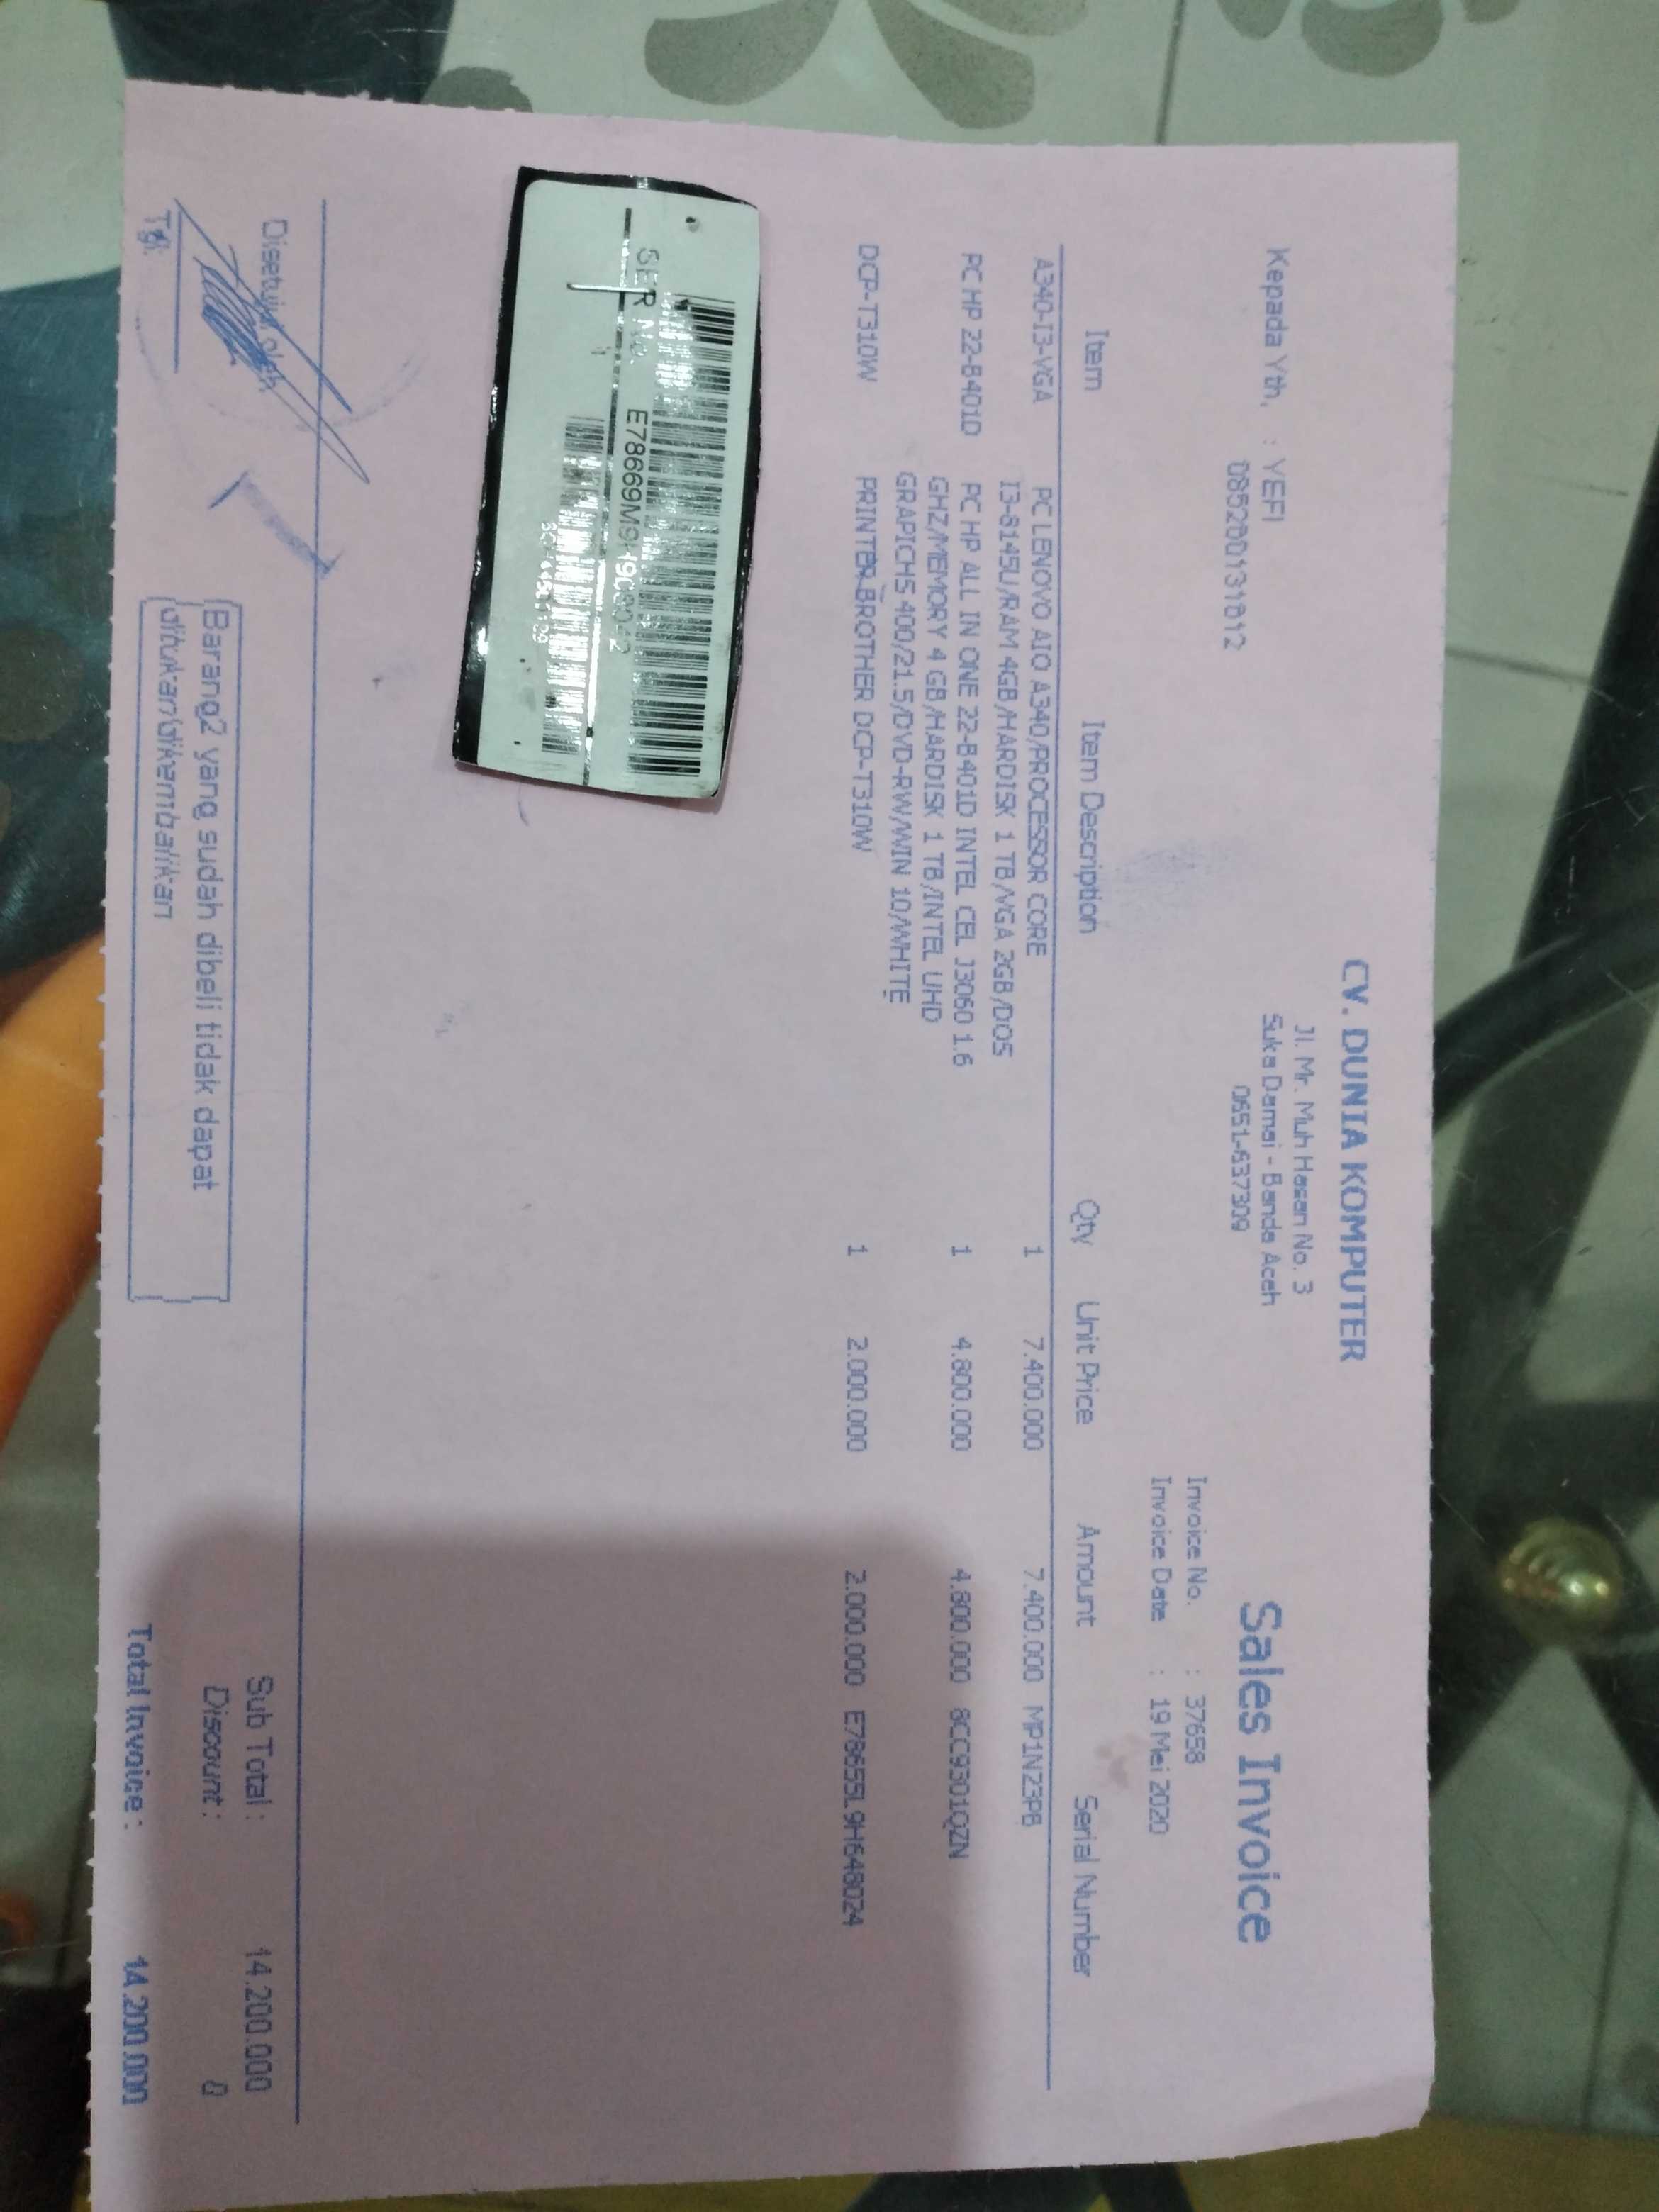 CV. DUNIA KOMPUTER
Jl. Mr. Muh Hasan No. 3
Suka Damai - Banda Aceh
0651-637309
Sales Invoice
Kepada Yth, : YEFI
085280131812
Invoice No. : 37658
Invoice Date : 19 Mei 2020
Item Item Description Qty Unit Price Amount Serial Number
A340-I3-VGA PC LENOVO AIO A340/PROCESSOR CORE 1 7.400.000 7.400.000 MP1NZ3PB
I3-8145U/RAM 4GB/HARDISK 1 TB/VGA 2GB/DOS
PC HP 22-B401D PC HP ALL IN ONE 22-B401D INTEL CEL J3060 1.6 1 4.800.000 4.800.000 8CC9301QZN
GHZ/MEMORY 4 GB/HARDISK 1 TB/INTEL UHD
GRAPICHS 400/21.5/DVD-RW/WIN 10/WHITE
DCP-T310W PRINTER BROTHER DCP-T310W 1 2.000.000 2.000.000 E78655L9H648024
SER NO.
Disetujui oleh
Tgl.
Barang2 yang sudah dibeli tidak dapat
ditukar/dikembalikan
Sub Total : 14.200.000
Discount : 0
Total Invoice : 14.200.000